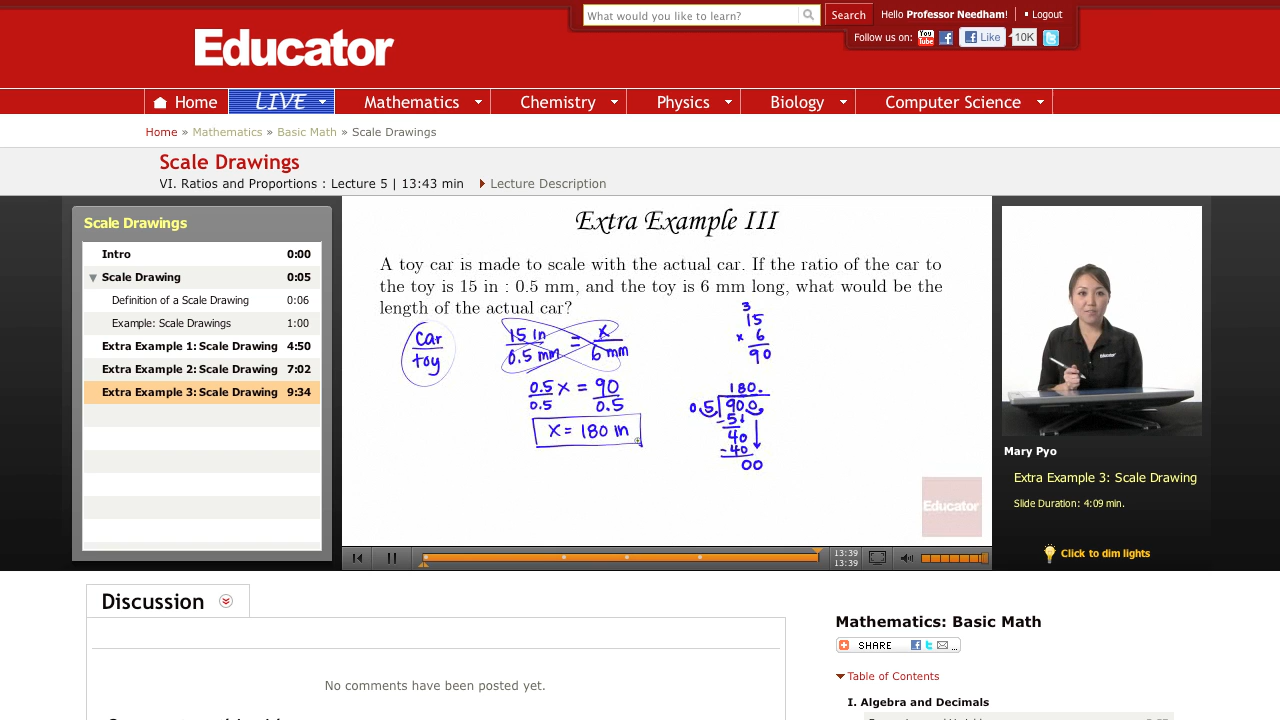 What would you like to learn?
Search
Hello Professor Needham!
Logout
Educator
Follow us on:
You Tube
Like
10K
Home
LIVE
Mathematics
Chemistry
Physics
Biology
Computer Science
Home » Mathematics » Basic Math » Scale Drawings
Scale Drawings
VI. Ratios and Proportions : Lecture 5 | 13:43 min
Lecture Description
Scale Drawings
Intro 0:00
Scale Drawing 0:05
Definition of a Scale Drawing 0:06
Example: Scale Drawings 1:00
Extra Example 1: Scale Drawing 4:50
Extra Example 2: Scale Drawing 7:02
Extra Example 3: Scale Drawing 9:34
Extra Example III
A toy car is made to scale with the actual car. If the ratio of the car to
the toy is 15 in : 0.5 mm, and the toy is 6 mm long, what would be the
length of the actual car?
car
toy
15 in = x
0.5 mm 6 mm
0.5 x = 90
0.5 0.5
x = 180 in
3
15
x 6
90
180.
0.5 90.0
-5
40
-40
00
Educator
13:39
13:39
Educator
Mary Pyo
Extra Example 3: Scale Drawing
Slide Duration: 4:09 min.
Click to dim lights
Discussion
No comments have been posted yet.
Mathematics: Basic Math
SHARE
...
Table of Contents
I. Algebra and Decimals